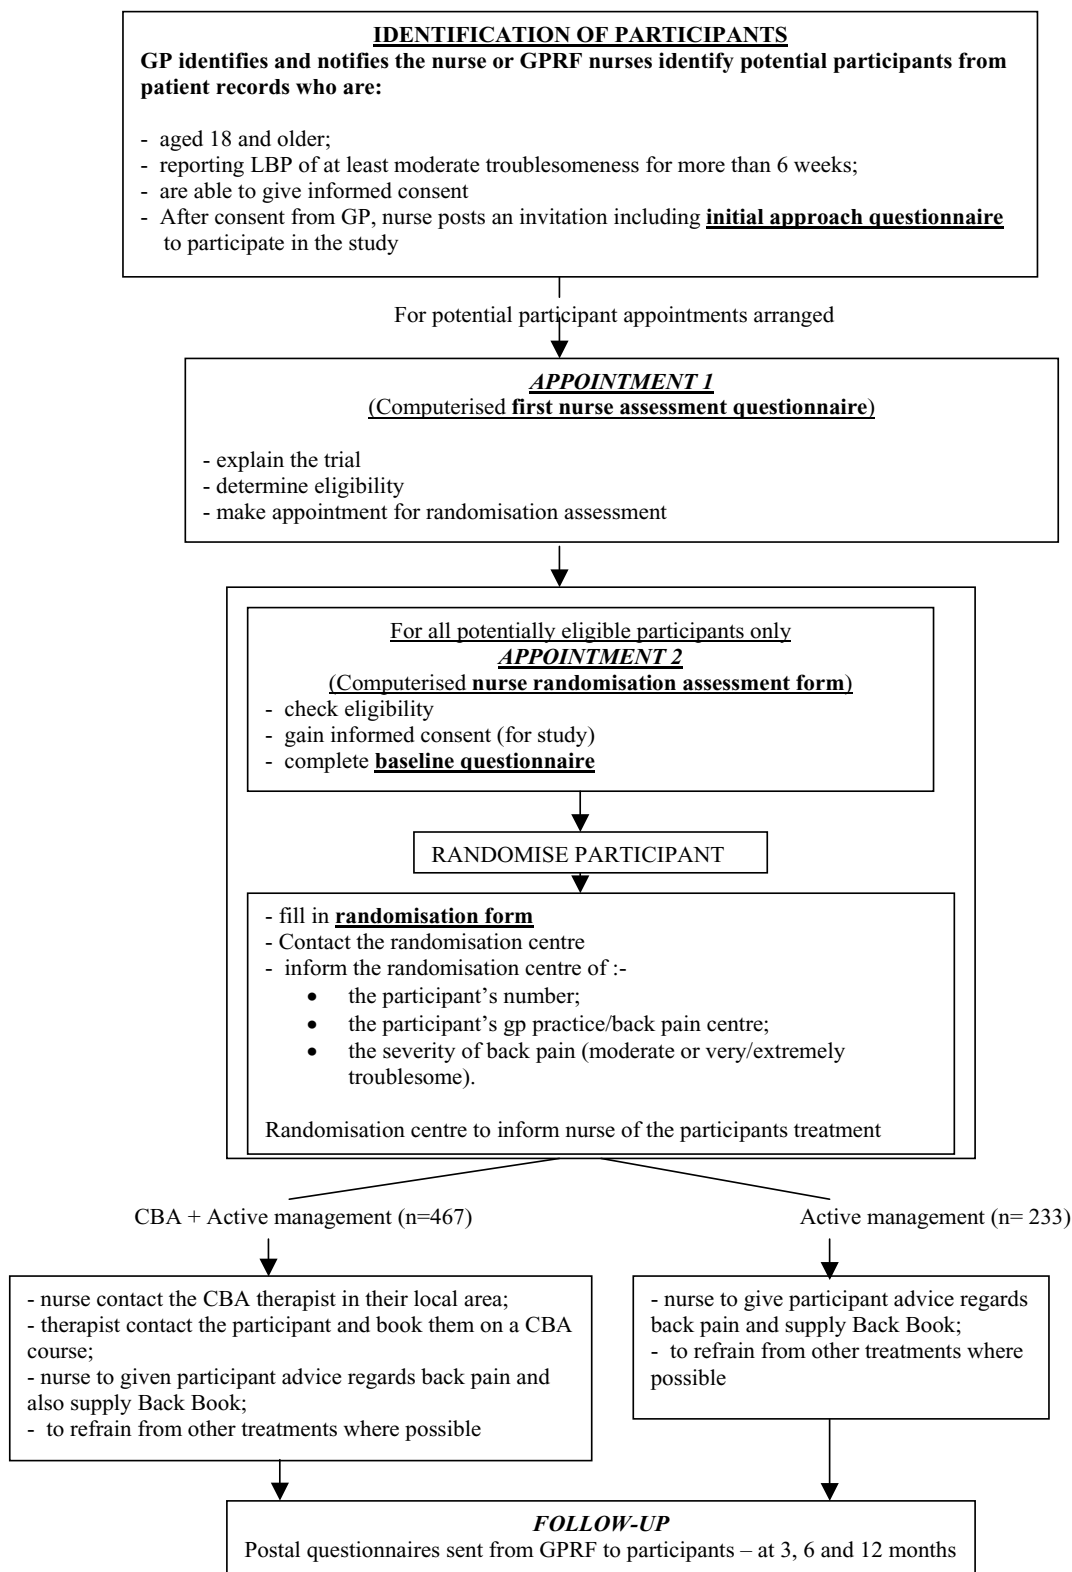 IDENTIFICATION OF PARTICIPANTS
GP identifies and notifies the nurse or GPRF nurses identify potential participants from
patient records who are:
- aged 18 and older;
- reporting LBP of at least moderate troublesomeness for more than 6 weeks;
- are able to give informed consent
- After consent from GP, nurse posts an invitation including initial approach questionnaire
to participate in the study
For potential participant appointments arranged
APPOINTMENT 1
(Computerised first nurse assessment questionnaire)
- explain the trial
- determine eligibility
- make appointment for randomisation assessment
For all potentially eligible participants only
APPOINTMENT 2
(Computerised nurse randomisation assessment form)
- check eligibility
- gain informed consent (for study)
- complete baseline questionnaire
RANDOMISE PARTICIPANT
- fill in randomisation form
- Contact the randomisation centre
- inform the randomisation centre of :-
• the participant's number;
• the participant's gp practice/back pain centre;
• the severity of back pain (moderate or very/extremely
troublesome).
Randomisation centre to inform nurse of the participants treatment
CBA + Active management (n=467)
- nurse contact the CBA therapist in their local area;
- therapist contact the participant and book them on a CBA
course;
- nurse to given participant advice regards back pain and
also supply Back Book;
- to refrain from other treatments where possible
Active management (n= 233)
- nurse to give participant advice regards
back pain and supply Back Book;
- to refrain from other treatments where
possible
FOLLOW-UP
Postal questionnaires sent from GPRF to participants – at 3, 6 and 12 months